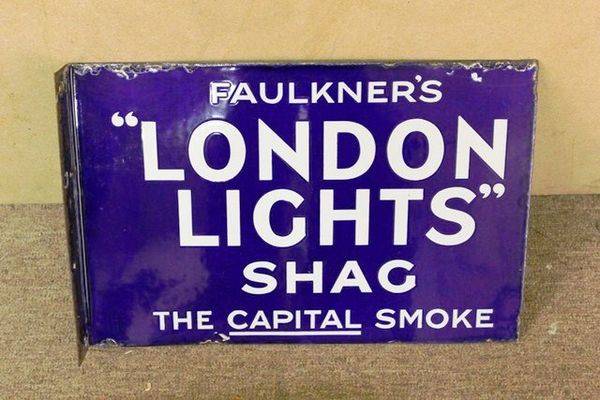 FAULKNER'S
"LONDON
LIGHTS"
SHAG
THE CAPITAL SMOKE